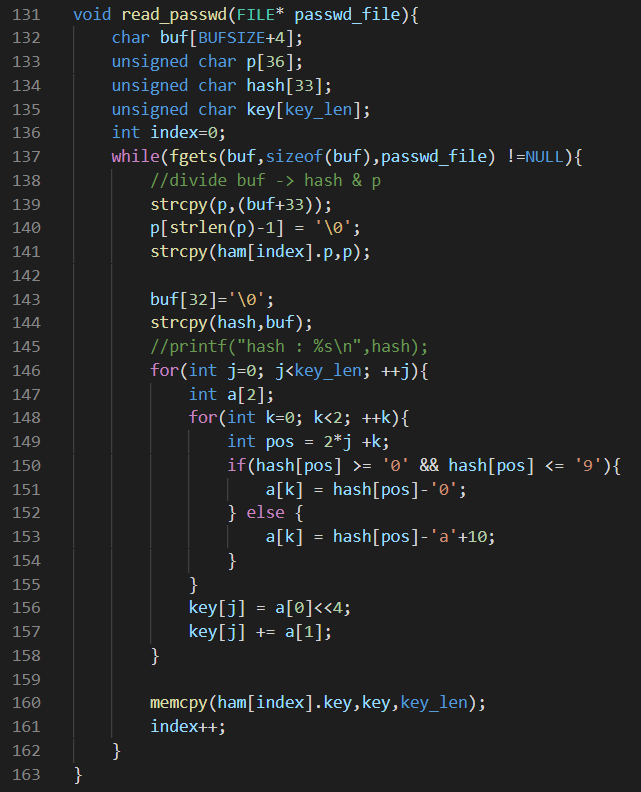 131 void read_passwd(FILE* passwd_file){
132     char buf[BUFSIZE+4];
133     unsigned char p[36];
134     unsigned char hash[33];
135     unsigned char key[key_len];
136     int index=0;
137     while(fgets(buf,sizeof(buf),passwd_file) !=NULL){
138         //divide buf -> hash & p
139         strcpy(p,(buf+33));
140         p[strlen(p)-1] = '\0';
141         strcpy(ham[index].p,p);
142
143         buf[32]='\0';
144         strcpy(hash,buf);
145         //printf("hash : %s\n",hash);
146         for(int j=0; j<key_len; ++j){
147             int a[2];
148             for(int k=0; k<2; ++k){
149                 int pos = 2*j +k;
150                 if(hash[pos] >= '0' && hash[pos] <= '9'){
151                     a[k] = hash[pos]-'0';
152                 } else {
153                     a[k] = hash[pos]-'a'+10;
154                 }
155             }
156             key[j] = a[0]<<4;
157             key[j] += a[1];
158         }
159
160         memcpy(ham[index].key,key,key_len);
161         index++;
162     }
163 }